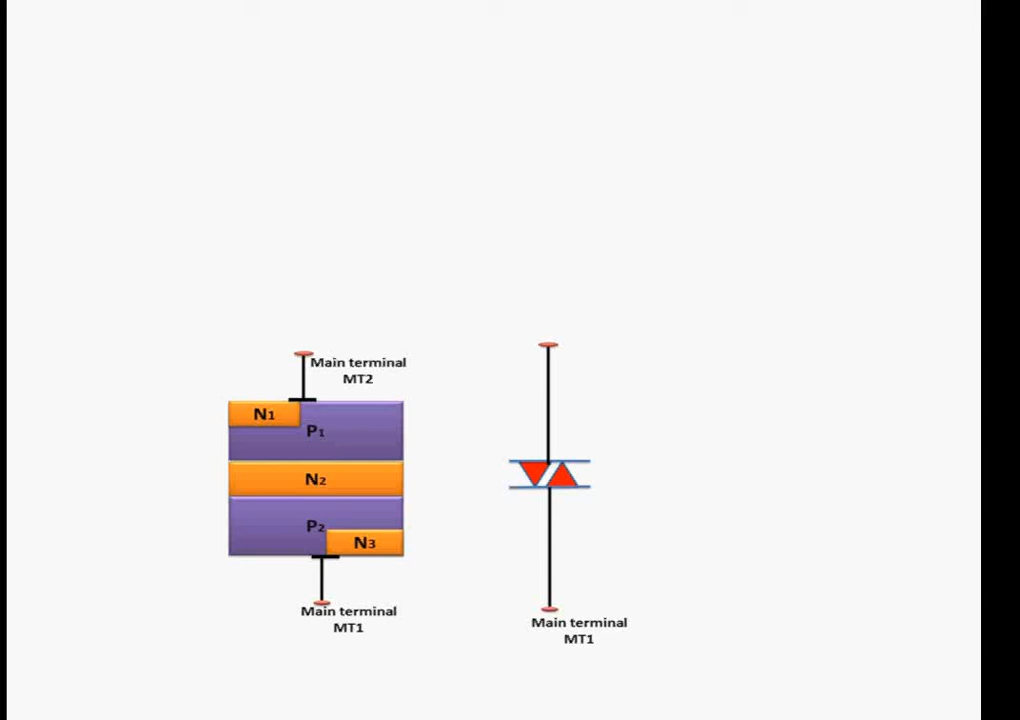 Main terminal
MT2
N1
P1
N2
P2
N3
Main terminal
MT1
Main terminal
MT1